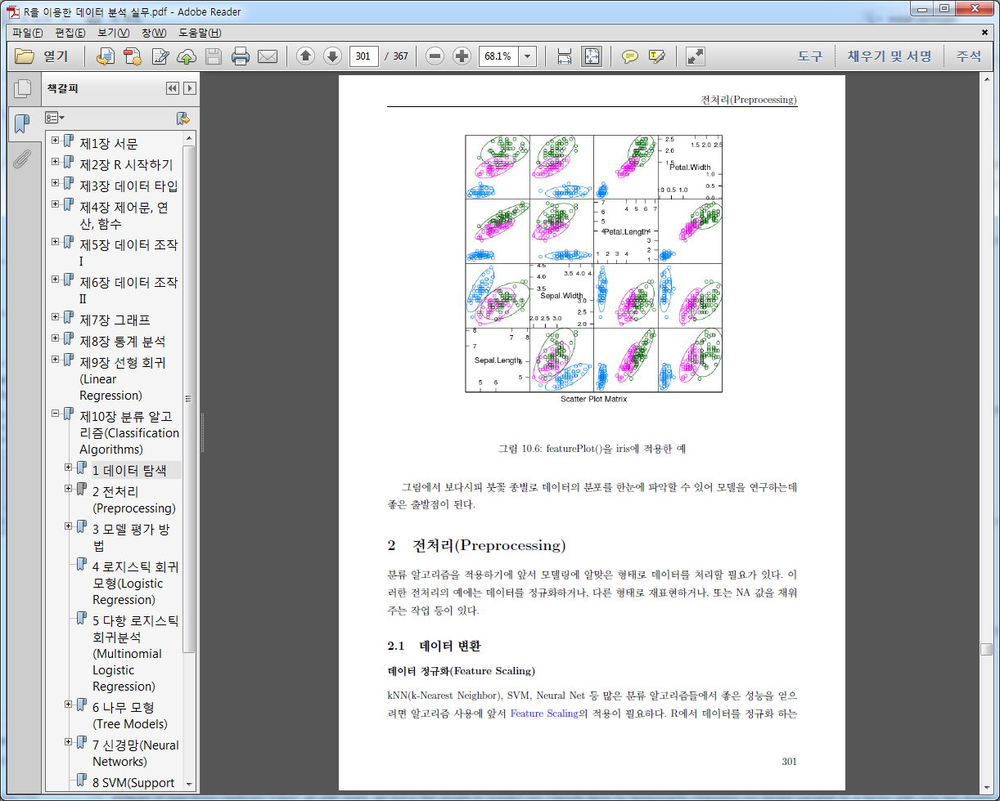 R을 이용한 데이터 분석 실무.pdf - Adobe Reader
파일(F) 편집(E) 보기(V) 창(W) 도움말(H)
열기
301 / 367
68.1%
도구 채우기 및 서명 주석
책갈피
제1장 서문
제2장 R 시작하기
제3장 데이터 타입
제4장 제어문, 연
산, 함수
제5장 데이터 조작
I
제6장 데이터 조작
II
제7장 그래프
제8장 통계 분석
제9장 선형 회귀
(Linear
Regression)
제10장 분류 알고
리즘(Classification
Algorithms)
1 데이터 탐색
2 전처리
(Preprocessing)
3 모델 평가 방
법
4 로지스틱 회귀
모형(Logistic
Regression)
5 다항 로지스틱
회귀분석
(Multinomial
Logistic
Regression)
6 나무 모형
(Tree Models)
7 신경망(Neural
Networks)
8 SVM(Support
전처리(Preprocessing)
2.5 1.5 2.0 2.5
2.0
1.5
Petal.Width
1.0
0.5
0.0 0.5 1.0
0.0
7 4 5 6 7
6
5
4 Petal.Length 4
3
1 2 3 4 2
1
4.5 3.5 4.0 4.
4.0
3.5
Sepal.Width
3.0
2.5
2.0 2.5 3.0
2.0
8 7 8
7
Sepal.Length 6
5 6 5
Scatter Plot Matrix
그림 10.6: featurePlot()을 iris에 적용한 예
그림에서 보다시피 붓꽃 종별로 데이터의 분포를 한눈에 파악할 수 있어 모델을 연구하는데
좋은 출발점이 된다.
2 전처리(Preprocessing)
분류 알고리즘을 적용하기에 앞서 모델링에 알맞은 형태로 데이터를 처리할 필요가 있다. 이
러한 전처리의 예에는 데이터를 정규화하거나, 다른 형태로 재표현하거나, 또는 NA 값을 채워
주는 작업 등이 있다.
2.1 데이터 변환
데이터 정규화(Feature Scaling)
kNN(k-Nearest Neighbor), SVM, Neural Net 등 많은 분류 알고리즘들에서 좋은 성능을 얻으
려면 알고리즘 사용에 앞서 Feature Scaling의 적용이 필요하다. R에서 데이터를 정규화 하는
301